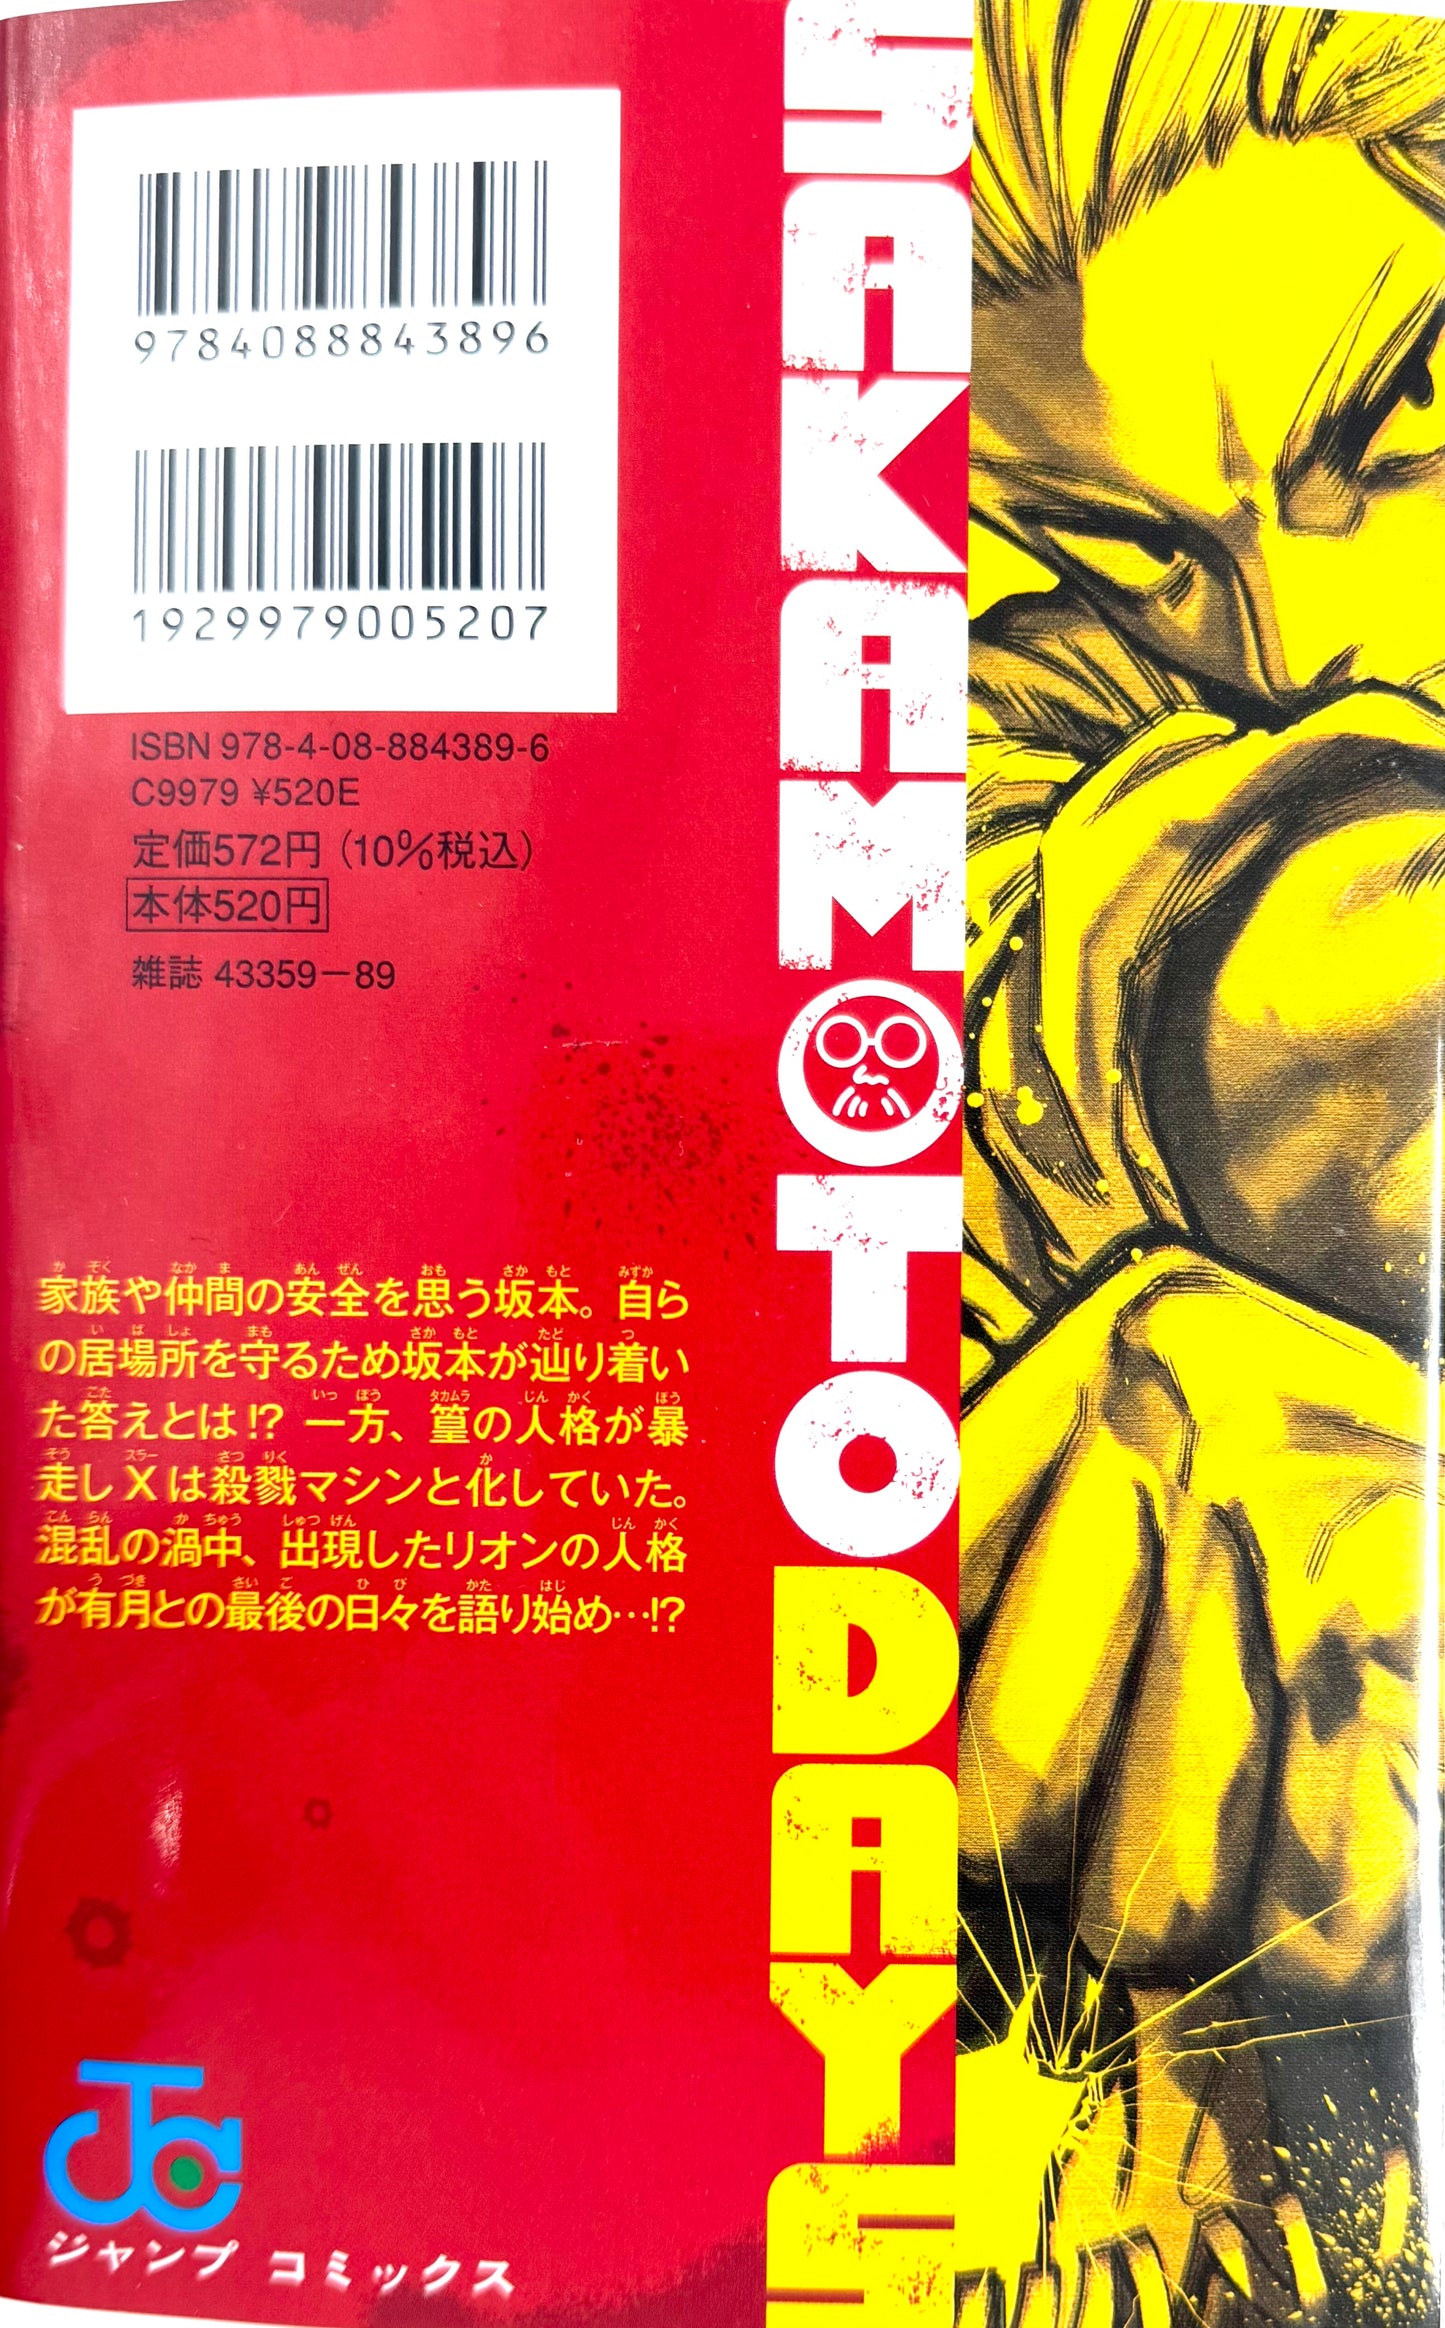 9784088843896
1929979005207
ISBN 978-4-08-884389-6
C9979 ¥520E
定価572円(10%税込)
本体520円
雑誌 43359-89
家族や仲間の安全を思う坂本。自ら
の居場所を守るため坂本が辿り着い
た答えとは!? 一方、篁の人格が暴
走しXは殺戮マシンと化していた。
混乱の渦中、出現したリオンの人格
が有月との最後の日々を語り始め…!?
JC
ジャンプ コミックス
SAKAMOTO DAYS